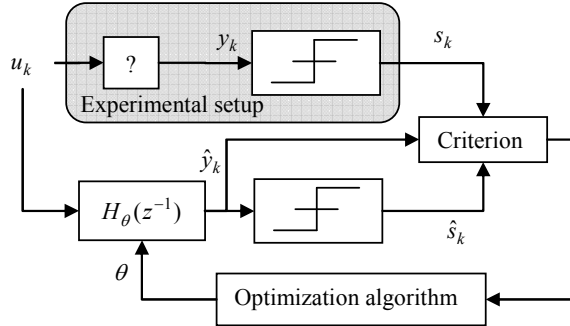 y_k
s_k
u_k
?
Experimental setup
Criterion
ŷ_k
H_θ(z⁻¹)
ŝ_k
θ
Optimization algorithm